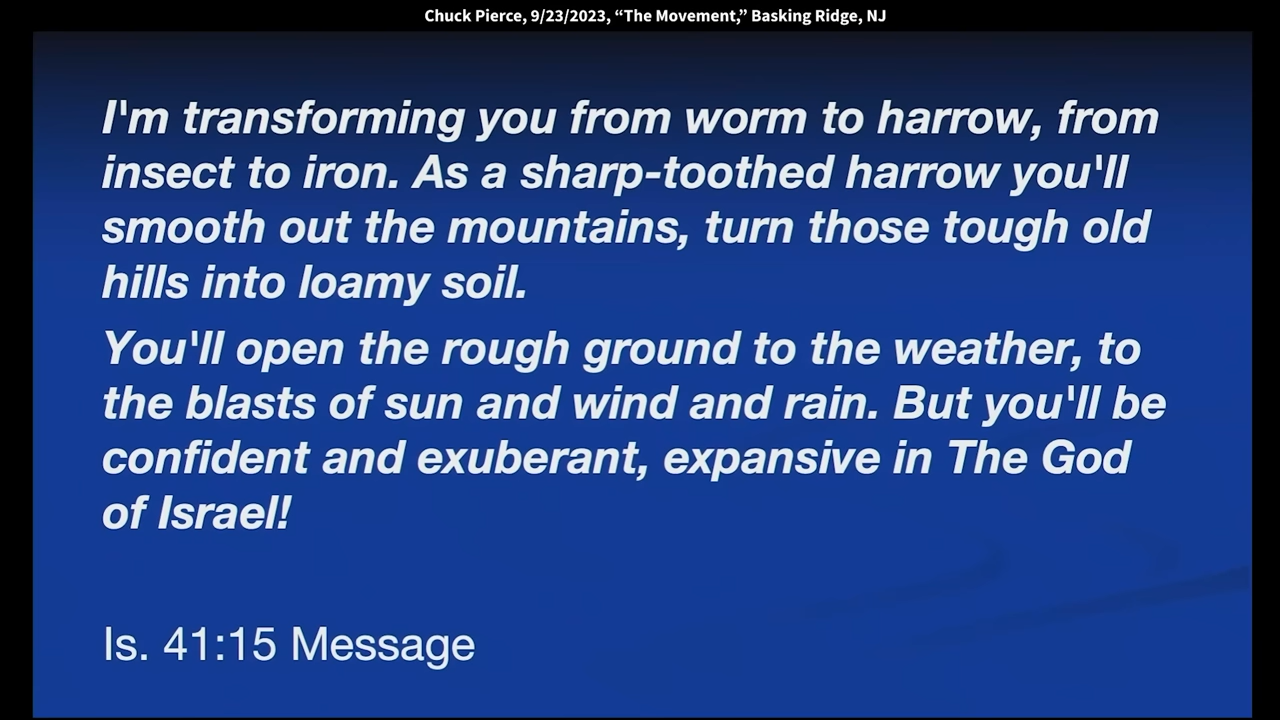 Chuck Pierce, 9/23/2023, “The Movement,” Basking Ridge, NJ
I'm transforming you from worm to harrow, from
insect to iron. As a sharp-toothed harrow you'll
smooth out the mountains, turn those tough old
hills into loamy soil.
You'll open the rough ground to the weather, to
the blasts of sun and wind and rain. But you'll be
confident and exuberant, expansive in The God
of Israel!
Is. 41:15 Message